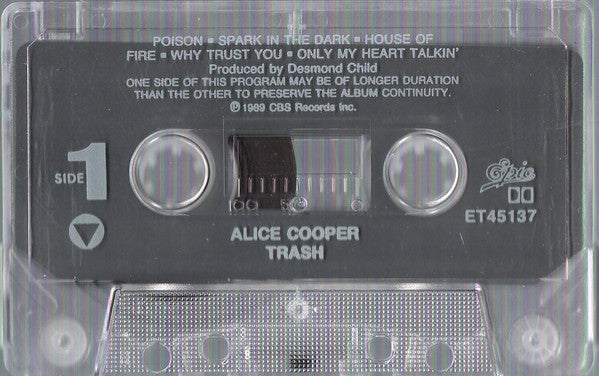 POISON ▪ SPARK IN THE DARK ▪ HOUSE OF
FIRE ▪ WHY TRUST YOU ▪ ONLY MY HEART TALKIN'
Produced by Desmond Child
ONE SIDE OF THIS PROGRAM MAY BE OF LONGER DURATION
THAN THE OTHER TO PRESERVE THE ALBUM CONTINUITY.
℗1989 CBS Records Inc.
SIDE 1
Epic
ET45137
ALICE COOPER
TRASH